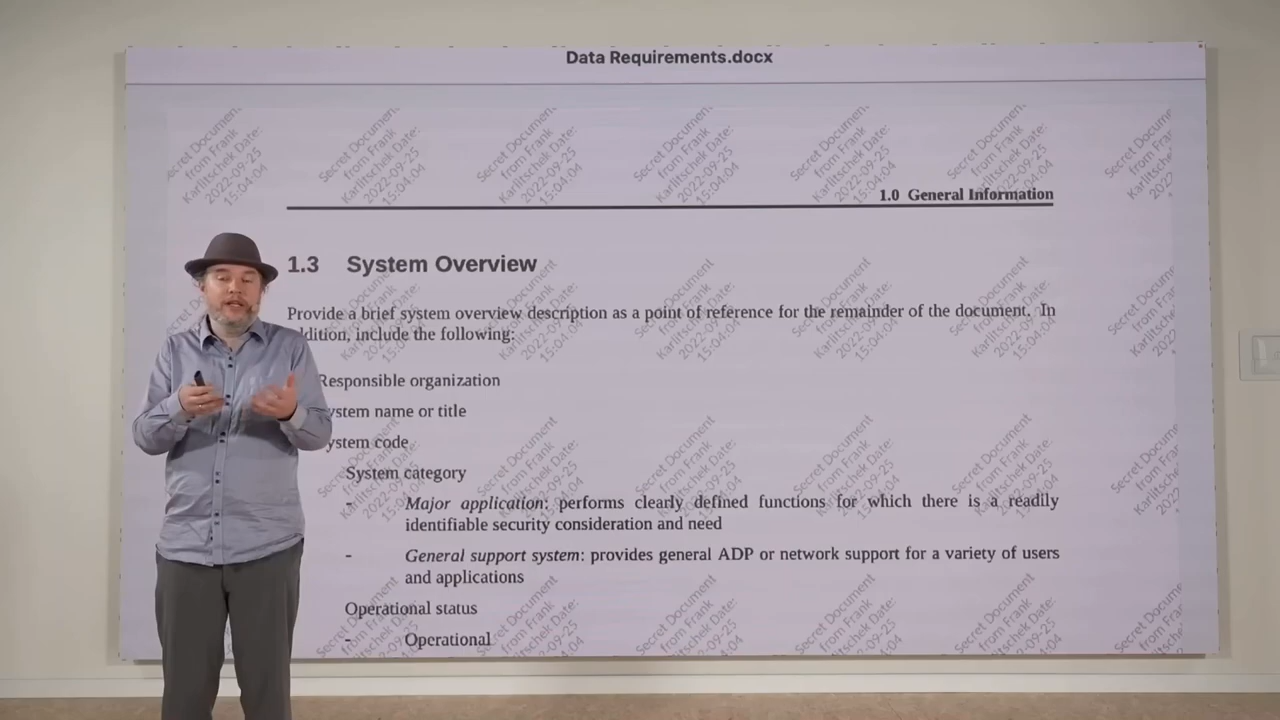 Data Requirements.docx
Secret Document
from Frank
Karlitschek Date:
2022-09-25
15:04:04
1.0 General Information
1.3 System Overview
Provide a brief system overview description as a point of reference for the remainder of the document. In
dition, include the following:
Responsible organization
ystem name or title
ystem code
System category
- Major application: performs clearly defined functions for which there is a readily
identifiable security consideration and need
- General support system: provides general ADP or network support for a variety of users
and applications
Operational status
- Operational